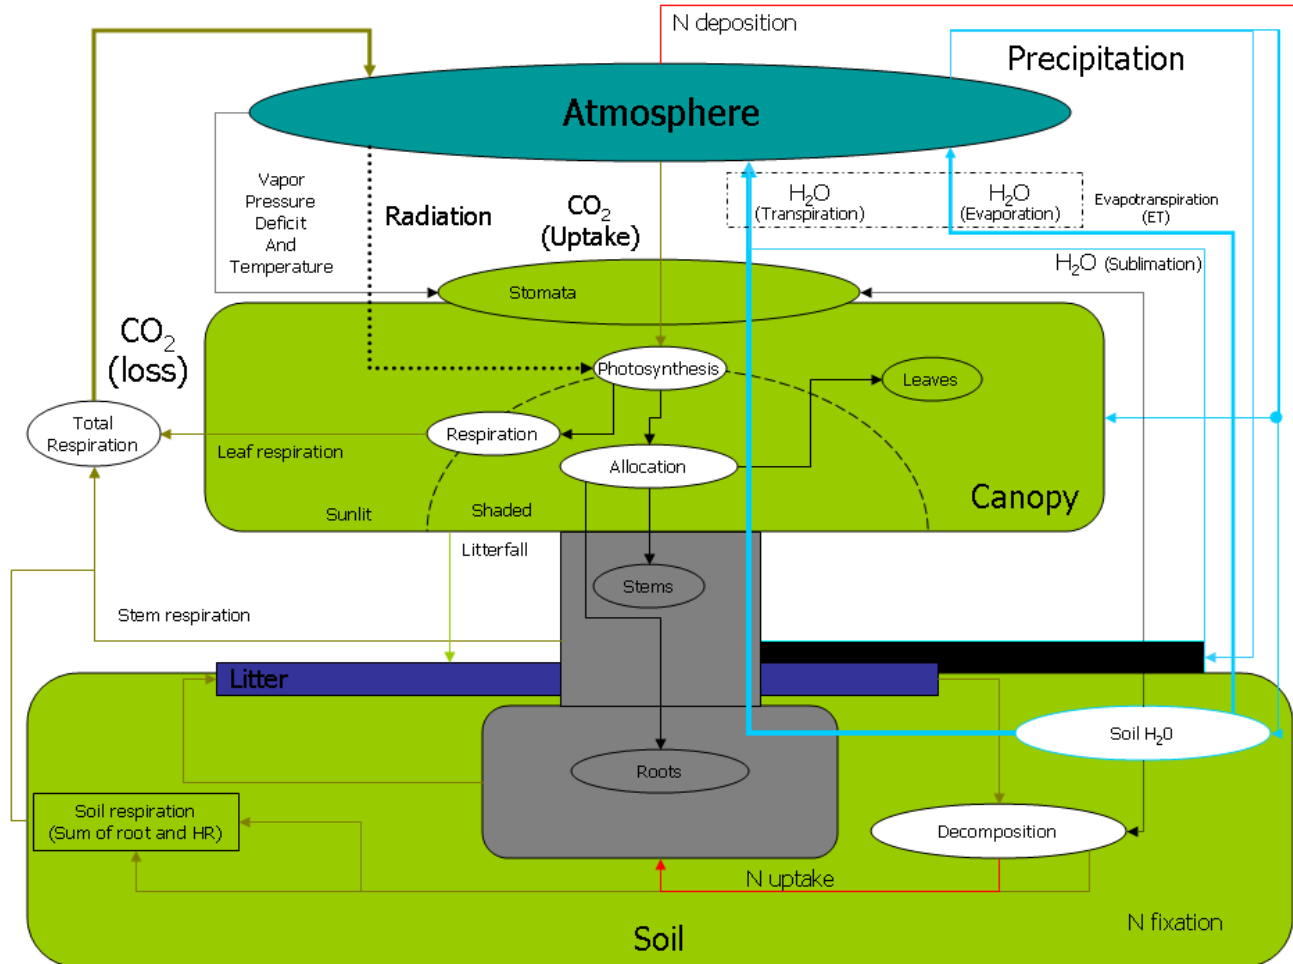 N deposition
Precipitation
Atmosphere
Vapor
Pressure
Deficit
And
Temperature
Radiation
CO₂
(Uptake)
H₂O
(Transpiration)
H₂O
(Evaporation)
Evapotranspiration
(ET)
H₂O (Sublimation)
Stomata
CO₂
(loss)
Photosynthesis
Leaves
Total
Respiration
Respiration
Leaf respiration
Allocation
Canopy
Sunlit
Shaded
Litterfall
Stems
Stem respiration
Litter
Soil H₂0
Roots
Soil respiration
(Sum of root and HR)
Decomposition
N uptake
N fixation
Soil